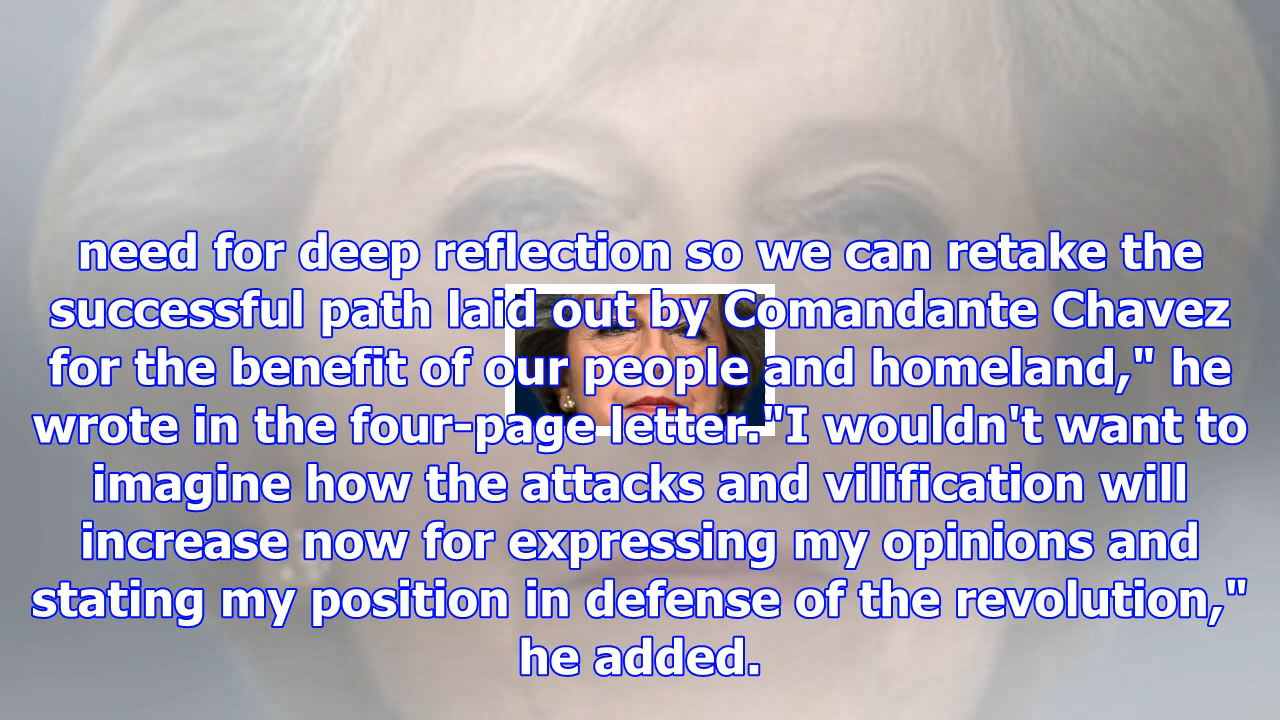 need for deep reflection so we can retake the
successful path laid out by Comandante Chavez
for the benefit of our people and homeland," he
wrote in the four-page letter."I wouldn't want to
imagine how the attacks and vilification will
increase now for expressing my opinions and
stating my position in defense of the revolution,"
he added.